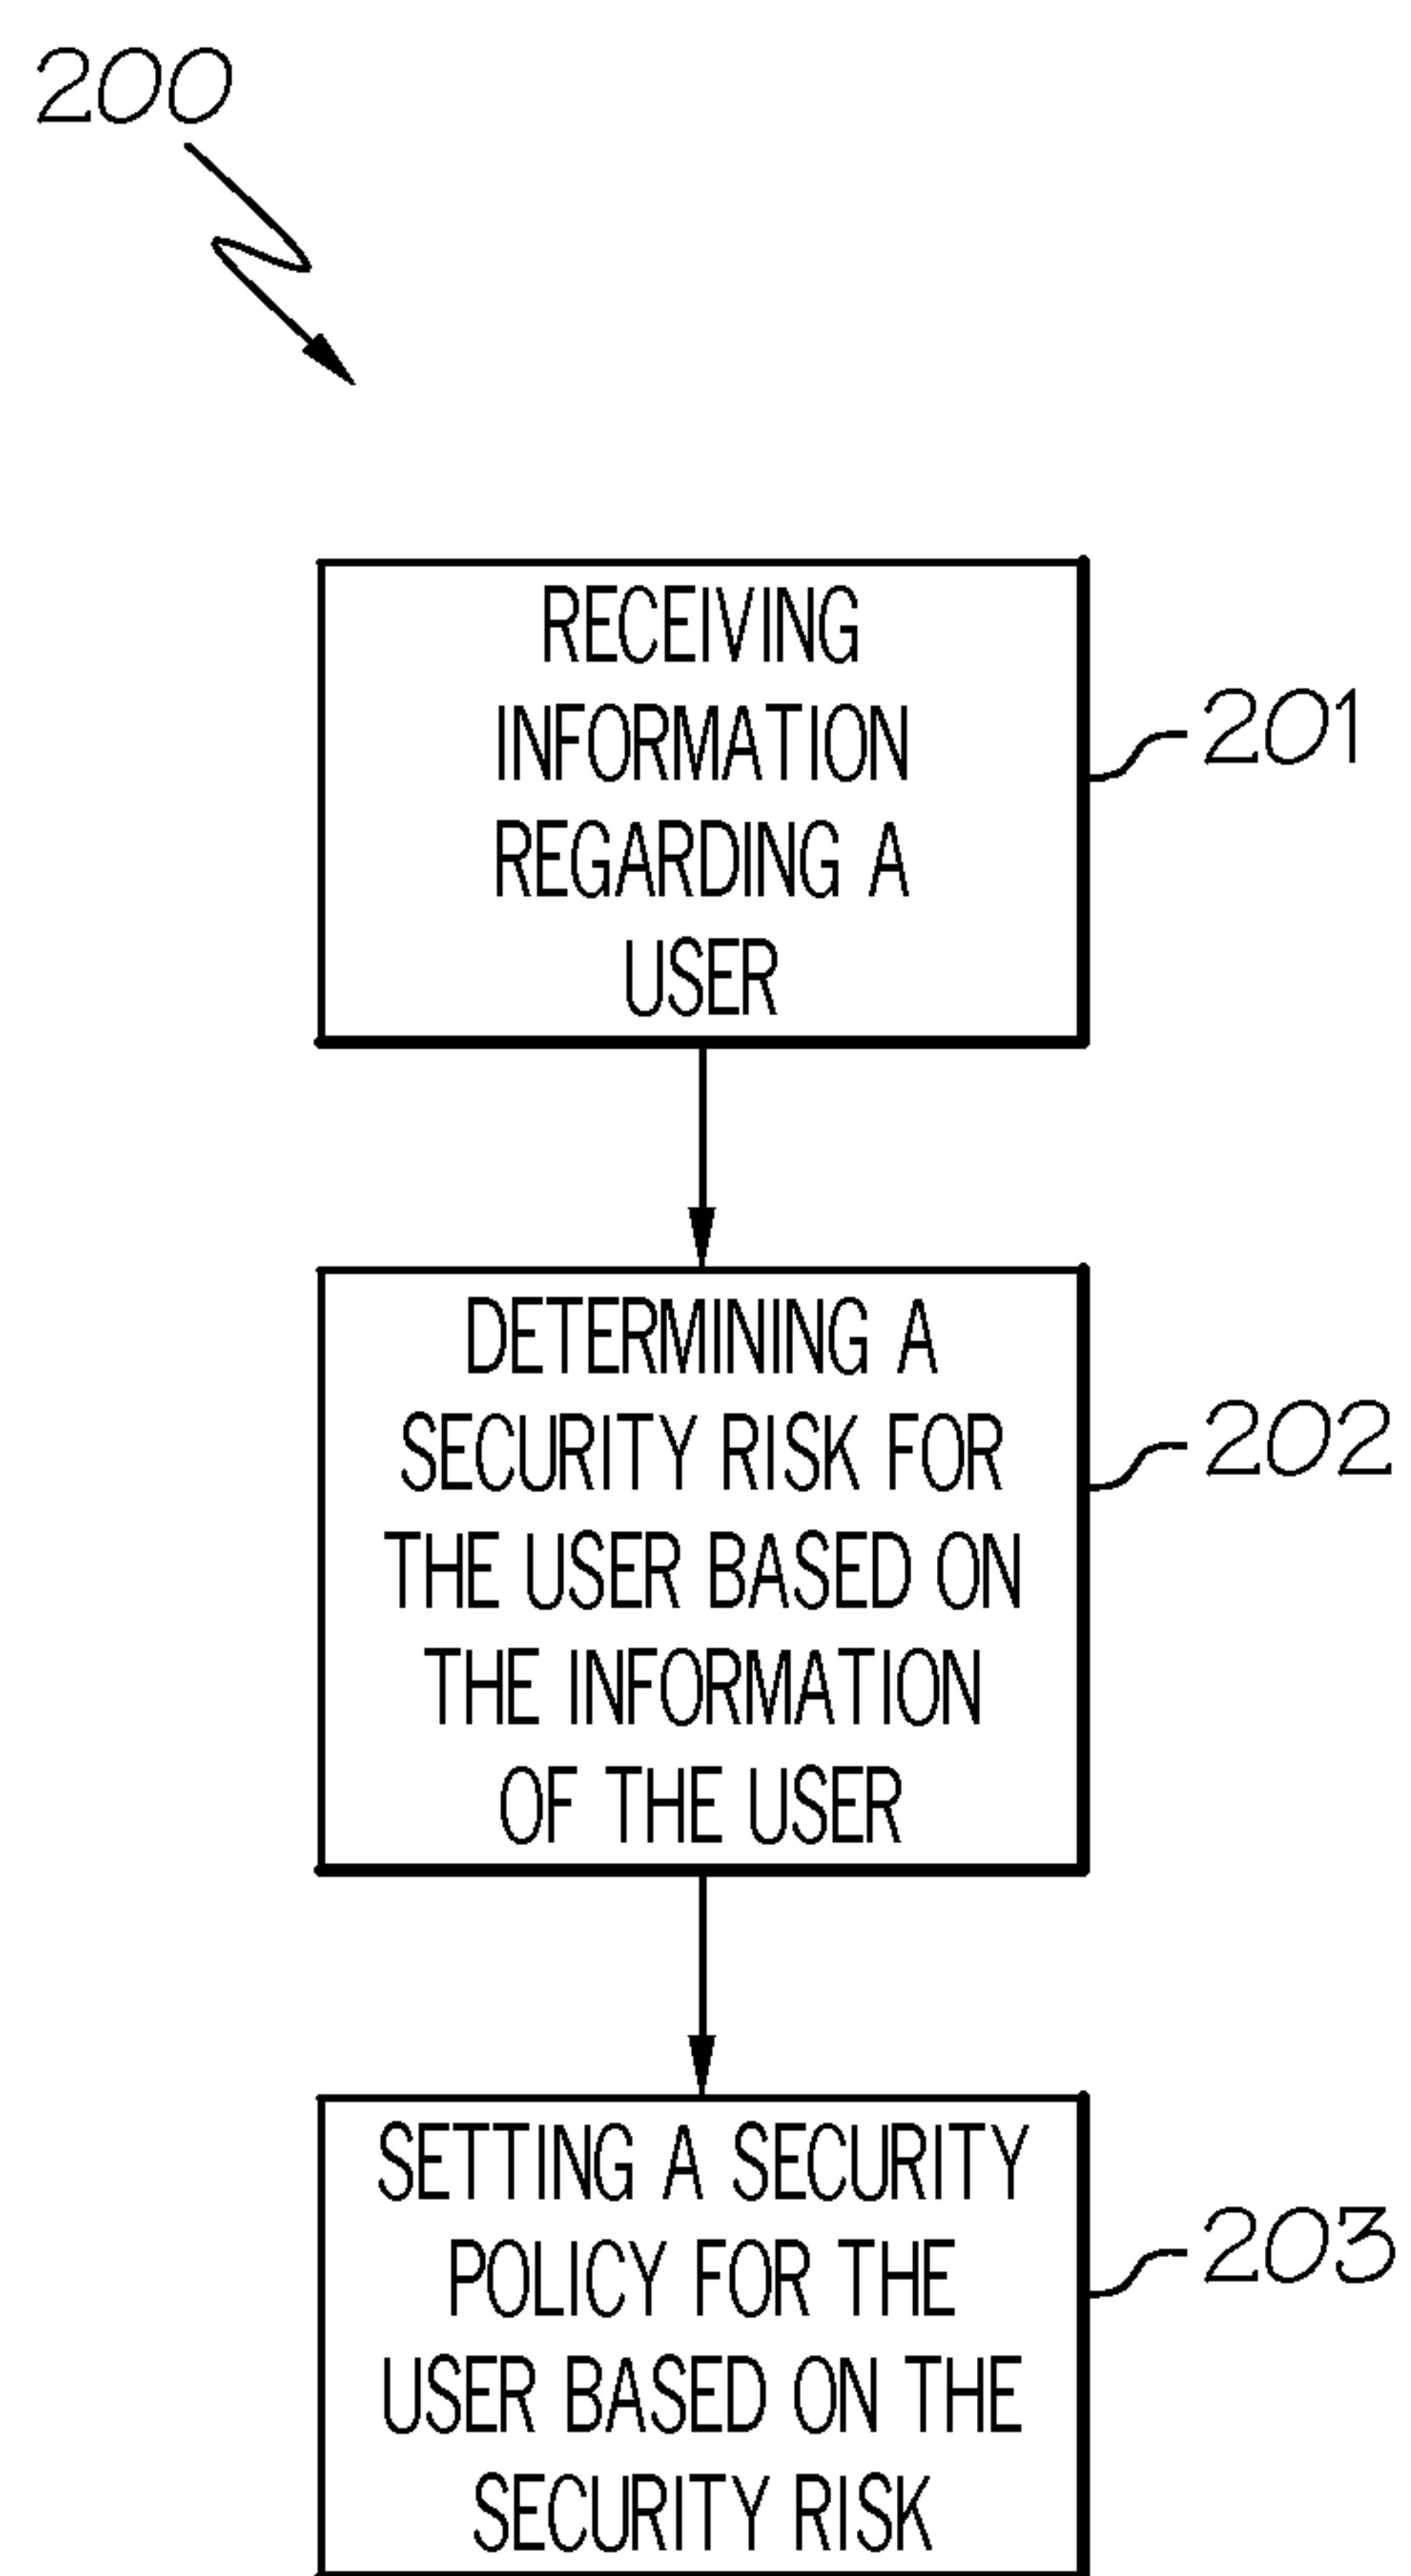 200
RECEIVING
INFORMATION
REGARDING A
USER
201
DETERMINING A
SECURITY RISK FOR
THE USER BASED ON
THE INFORMATION
OF THE USER
202
SETTING A SECURITY
POLICY FOR THE
USER BASED ON THE
SECURITY RISK
203